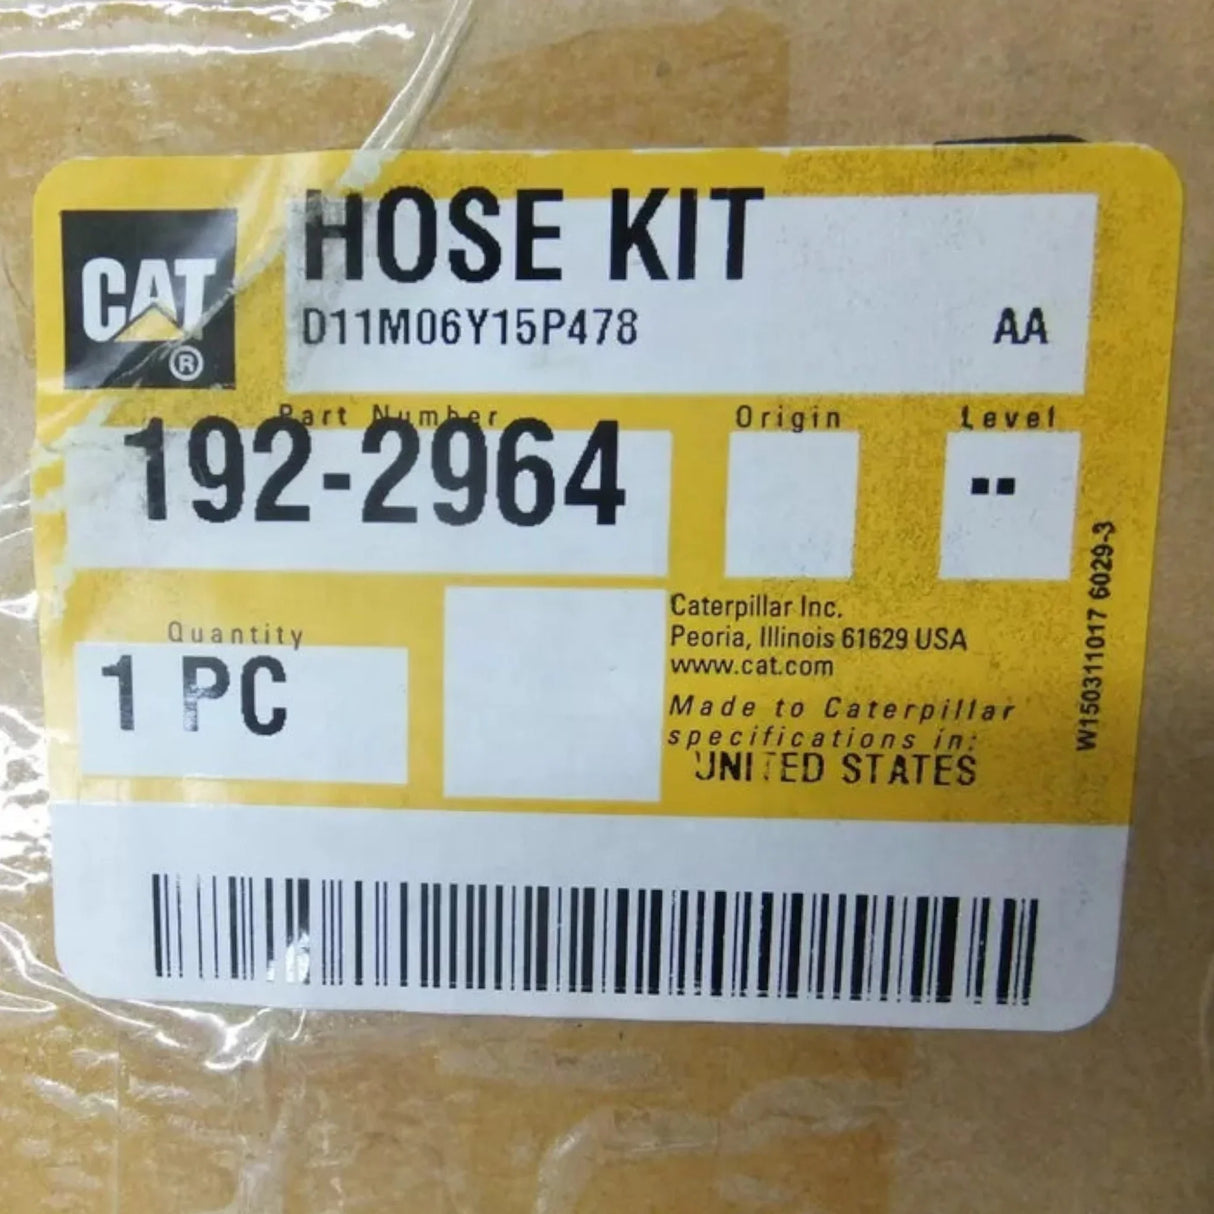 HOSE KIT
CAT
®
D11M06Y15P478 AA
Part Number Origin Level
192-2964 --
Caterpillar Inc.
Peoria, Illinois 61629 USA
www.cat.com
Quantity
1 PC
Made to Caterpillar
specifications in:
UNITED STATES
W150311017 6029-3